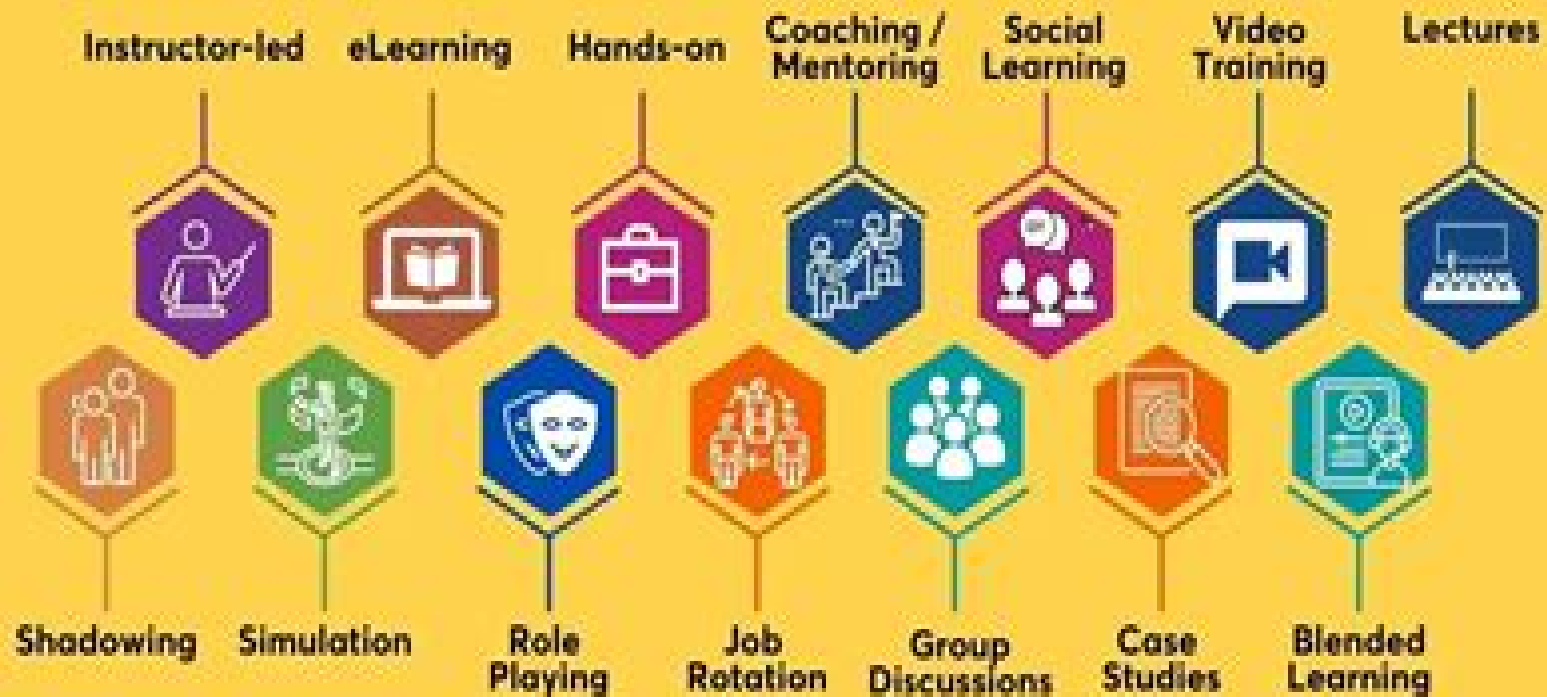 Instructor-led
eLearning
Hands-on
Coaching /
Mentoring
Social
Learning
Video
Training
Lectures
Shadowing
Simulation
Role
Playing
Job
Rotation
Group
Discussions
Case
Studies
Blended
Learning